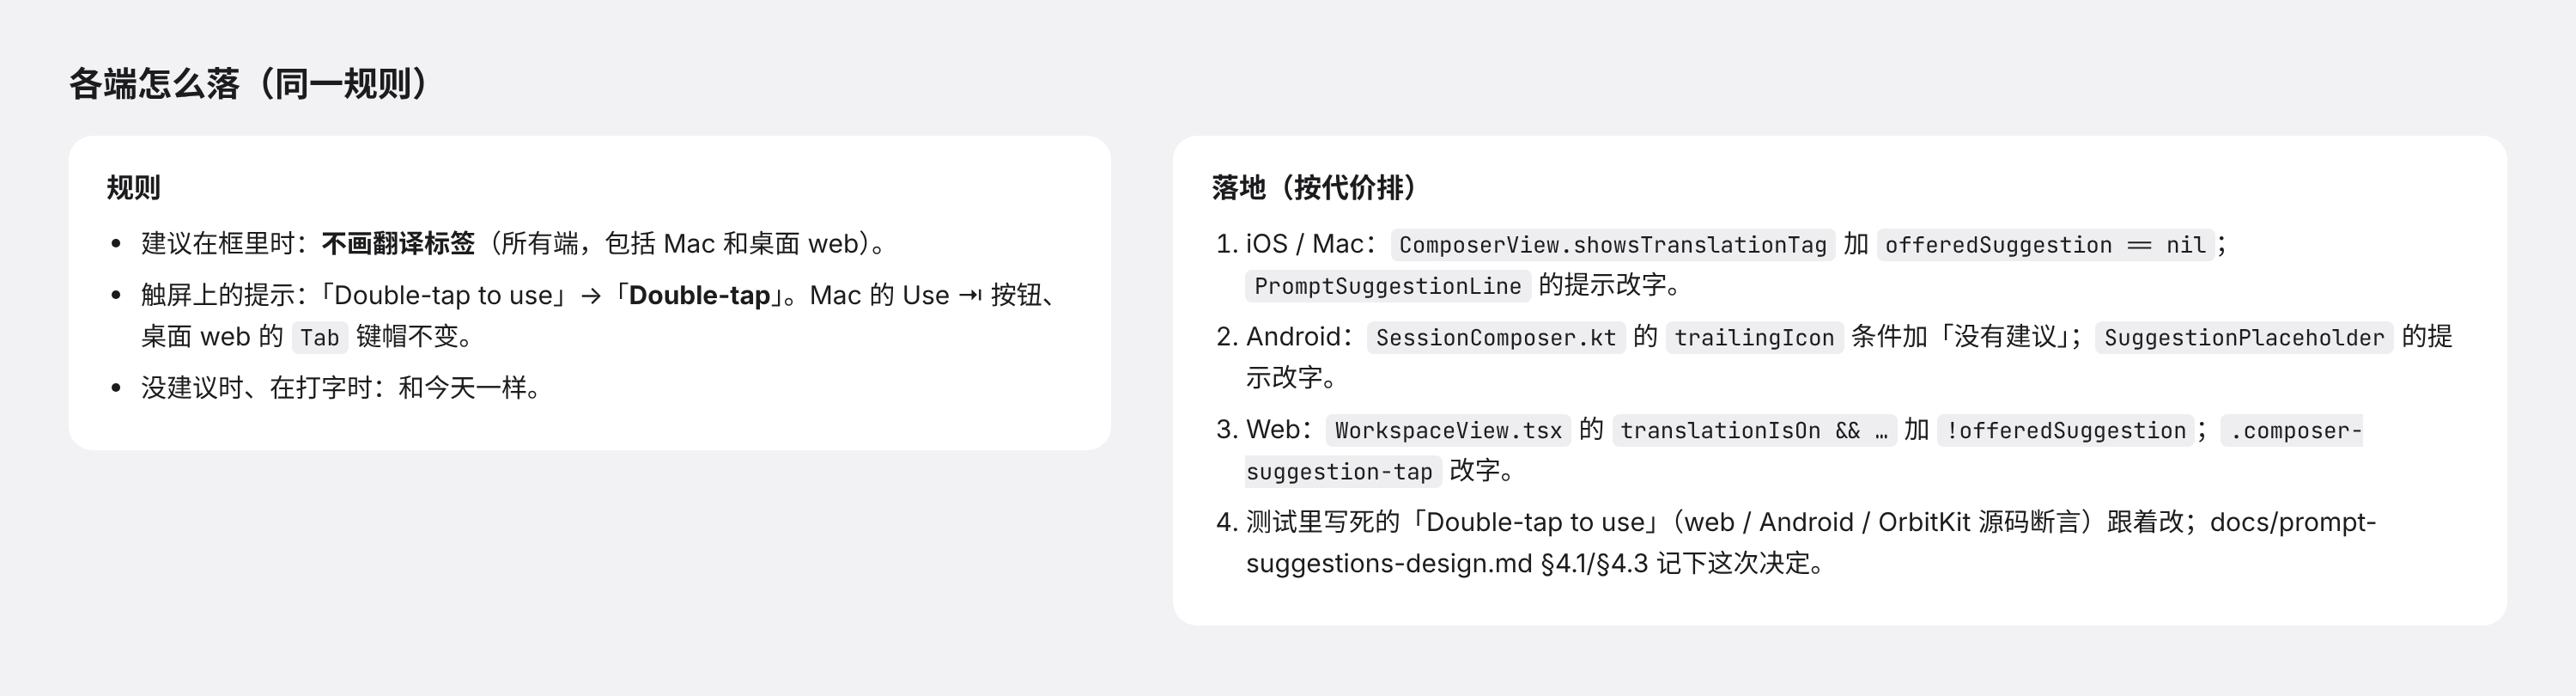 各端怎么落（同一规则）
规则
• 建议在框里时：不画翻译标签（所有端，包括 Mac 和桌面 web）。
• 触屏上的提示：「Double-tap to use」→「Double-tap」。Mac 的 Use ⇥ 按钮、
桌面 web 的 Tab 键帽不变。
• 没建议时、在打字时：和今天一样。
落地（按代价排）
1. iOS / Mac： ComposerView.showsTranslationTag 加 offeredSuggestion == nil；
PromptSuggestionLine 的提示改字。
2. Android： SessionComposer.kt 的 trailingIcon 条件加「没有建议」； SuggestionPlaceholder 的提
示改字。
3. Web： WorkspaceView.tsx 的 translationIsOn && … 加 !offeredSuggestion； .composer-
suggestion-tap 改字。
4. 测试里写死的「Double-tap to use」（web / Android / OrbitKit 源码断言）跟着改；docs/prompt-
suggestions-design.md §4.1/§4.3 记下这次决定。